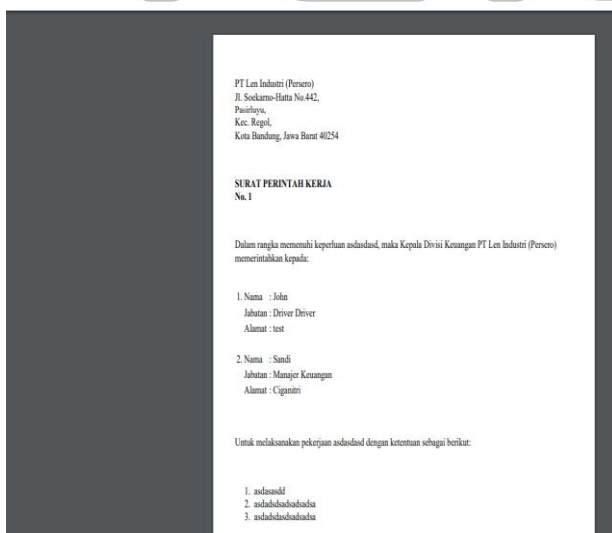 PT Len Industri (Persero)
Jl. Soekarno-Hatta No.442,
Pasirluyu,
Kec. Regol,
Kota Bandung, Jawa Barat 40254
SURAT PERINTAH KERJA
No. 1
Dalam rangka memenuhi keperluan asdasdasd, maka Kepala Divisi Keuangan PT Len Industri (Persero)
memerintahkan kepada:
1. Nama : John
Jabatan : Driver Driver
Alamat : test
2. Nama : Sandi
Jabatan : Manajer Keuangan
Alamat : Ciganitri
Untuk melaksanakan pekerjaan asdasdasd dengan ketentuan sebagai berikut:
1. asdasasdd
2. asdadsdsadsadsadsa
3. asdadsdasdsadsadsa